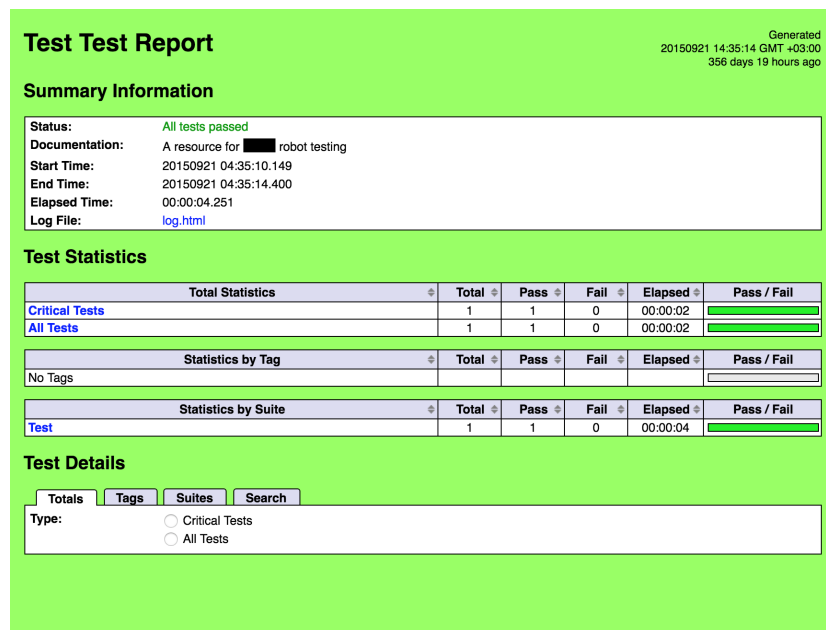 Test Test Report
Generated
20150921 14:35:14 GMT +03:00
356 days 19 hours ago
Summary Information
Status: All tests passed
Documentation: A resource for robot testing
Start Time: 20150921 04:35:10.149
End Time: 20150921 04:35:14.400
Elapsed Time: 00:00:04.251
Log File: log.html
Test Statistics
Total Statistics Total Pass Fail Elapsed Pass / Fail
Critical Tests 1 1 0 00:00:02
All Tests 1 1 0 00:00:02
Statistics by Tag Total Pass Fail Elapsed Pass / Fail
No Tags
Statistics by Suite Total Pass Fail Elapsed Pass / Fail
Test 1 1 0 00:00:04
Test Details
Totals Tags Suites Search
Type: Critical Tests
All Tests